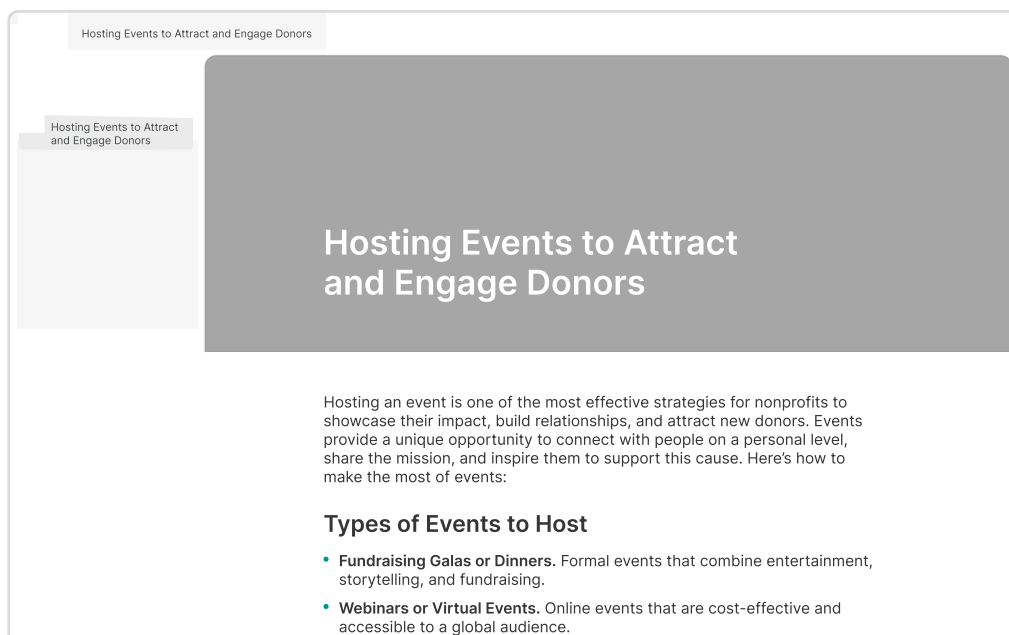 Hosting Events to Attract and Engage Donors
Hosting Events to Attract
and Engage Donors
Hosting Events to Attract
and Engage Donors
Hosting an event is one of the most effective strategies for nonprofits to
showcase their impact, build relationships, and attract new donors. Events
provide a unique opportunity to connect with people on a personal level,
share the mission, and inspire them to support this cause. Here’s how to
make the most of events:
Types of Events to Host
• Fundraising Galas or Dinners. Formal events that combine entertainment,
storytelling, and fundraising.
• Webinars or Virtual Events. Online events that are cost-effective and
accessible to a global audience.